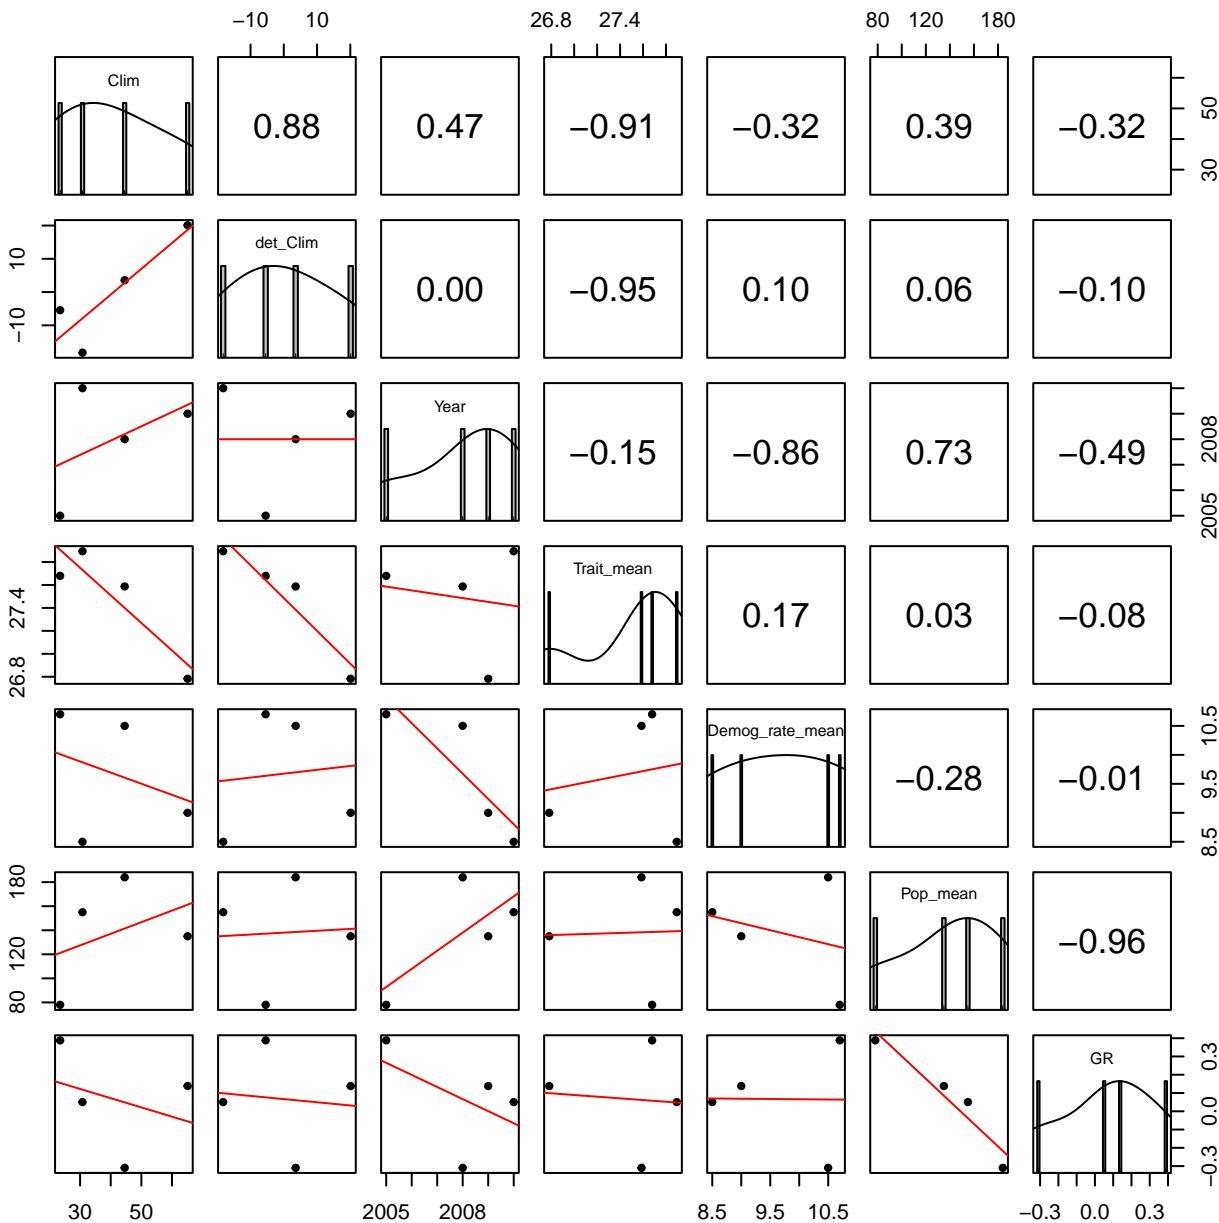 −10 10 26.8 27.4 80 120 180
Clim
0.88 0.47 −0.91 −0.32 0.39 −0.32
30 50
det_Clim
0.00 −0.95 0.10 0.06 −0.10
−10 10
Year
−0.15 −0.86 0.73 −0.49
2005 2008
Trait_mean
0.17 0.03 −0.08
26.8 27.4
Demog_rate_mean
−0.28 −0.01
8.5 9.5 10.5
Pop_mean
−0.96
80 120 180
GR
−0.3 0.0 0.3
30 50 2005 2008 8.5 9.5 10.5 −0.3 0.0 0.3